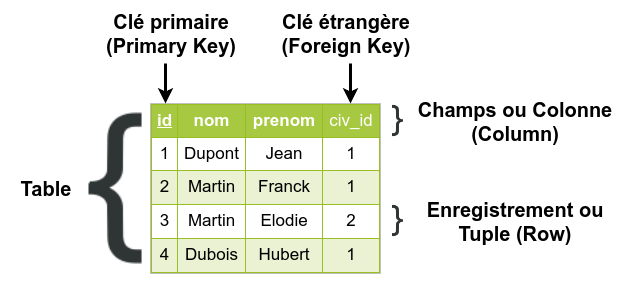 Clé primaire
(Primary Key)
Clé étrangère
(Foreign Key)
id nom prenom civ_id
Champs ou Colonne
(Column)
1 Dupont Jean 1
2 Martin Franck 1
Table
3 Martin Elodie 2
Enregistrement ou
Tuple (Row)
4 Dubois Hubert 1